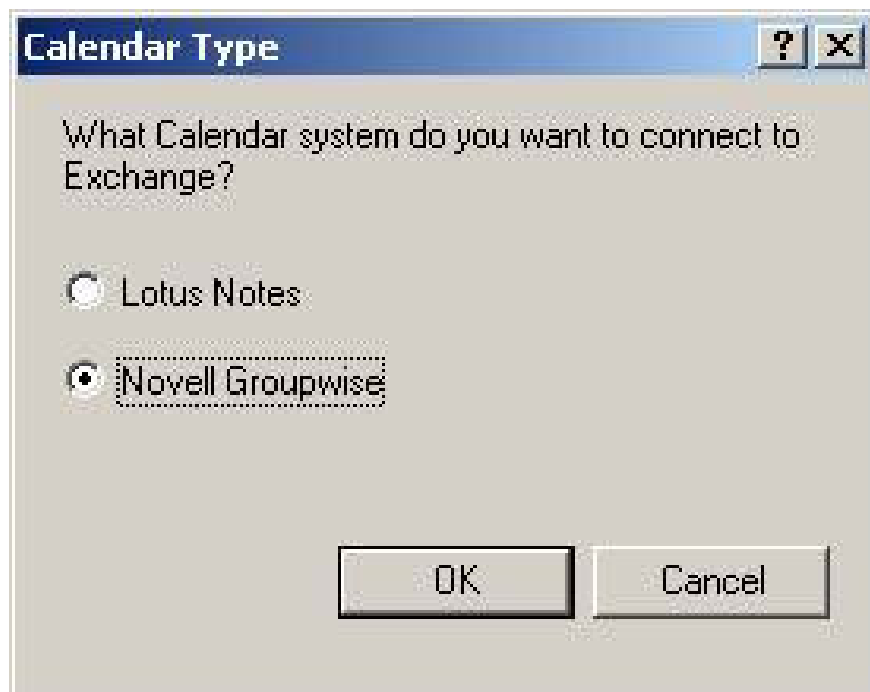 Calendar Type
What Calendar system do you want to connect to
Exchange?
Lotus Notes
Novell Groupwise
OK
Cancel